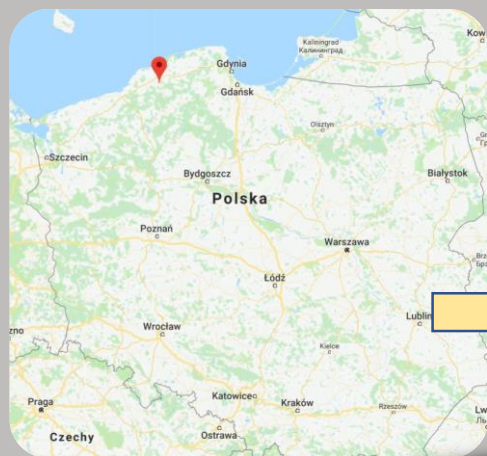 Kaliningrad
Калининград
Gdynia
Gdańsk
Olsztyn
Szczecin
Bydgoszcz
Białystok
Polska
Poznań
Warszawa
Łódź
Wrocław
Lublin
Kielce
Katowice
Kraków
Rzeszów
Praga
Ostrawa
Czechy